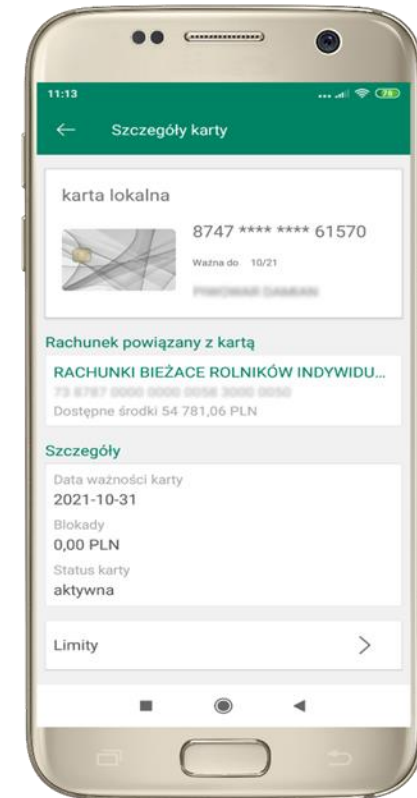 11:13
78
Szczegóły karty
karta lokalna
8747 **** **** 61570
Ważna do 10/21
Rachunek powiązany z kartą
RACHUNKI BIEŻACE ROLNIKÓW INDYWIDU...
Dostępne środki 54 781,06 PLN
Szczegóły
Data ważności karty
2021-10-31
Blokady
0,00 PLN
Status karty
aktywna
Limity